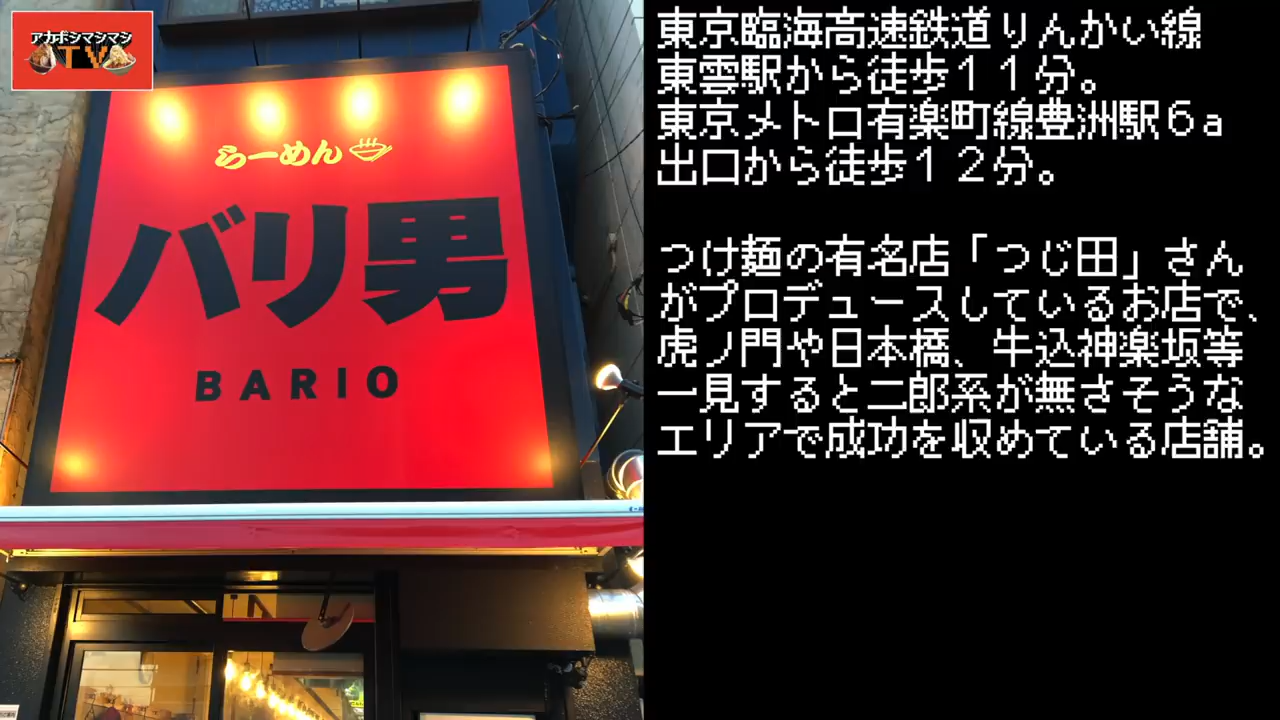 アカボシマシマシ
TV
らーめん
バリ男
BARIO
東京臨海高速鉄道りんかい線
東雲駅から徒歩11分。
東京メトロ有楽町線豊洲駅6a
出口から徒歩12分。
つけ麺の有名店「つじ田」さん
がプロデュースしているお店で、
虎ノ門や日本橋、牛込神楽坂等
一見すると二郎系が無さそうな
エリアで成功を収めている店舗。